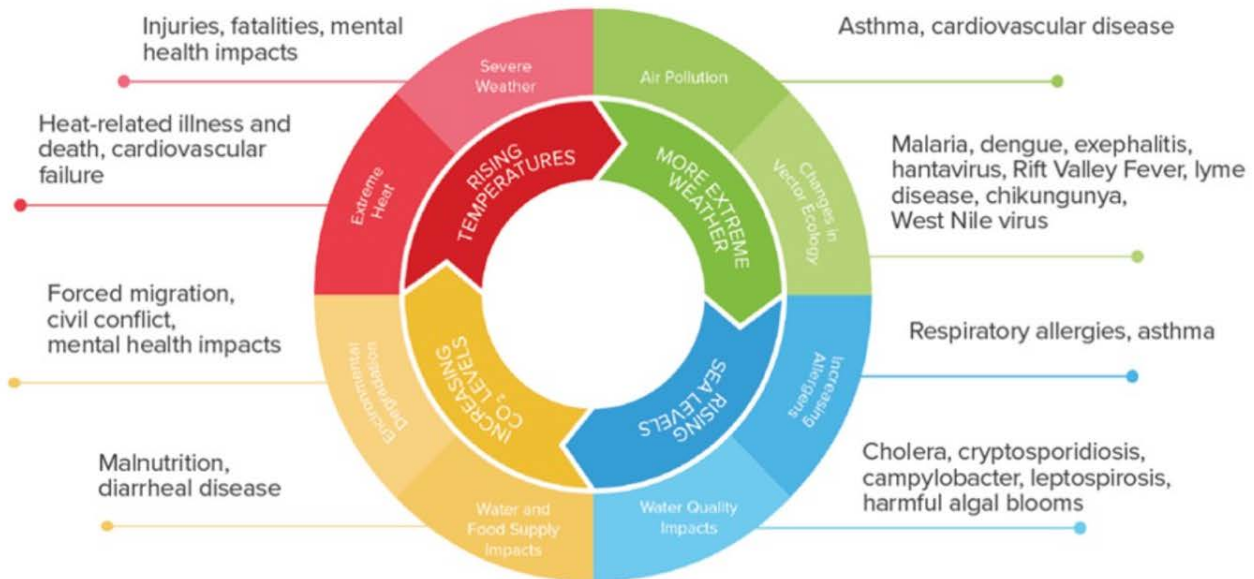 Injuries, fatalities, mental
health impacts
Asthma, cardiovascular disease
Severe
Weather
Air Pollution
Heat-related illness and
death, cardiovascular
failure
Malaria, dengue, exephalitis,
hantavirus, Rift Valley Fever, lyme
disease, chikungunya,
West Nile virus
Extreme
Heat
RISING
TEMPERATURES
MORE EXTREME
WEATHER
Changes in
Vector Ecology
Forced migration,
civil conflict,
mental health impacts
Respiratory allergies, asthma
Encironmental
Degradation
INCREASING
CO₂ LEVELS
RISING
SEA LEVELS
Increasing
Allergens
Malnutrition,
diarrheal disease
Cholera, cryptosporidiosis,
campylobacter, leptospirosis,
harmful algal blooms
Water and
Food Supply
Impacts
Water Quality
Impacts